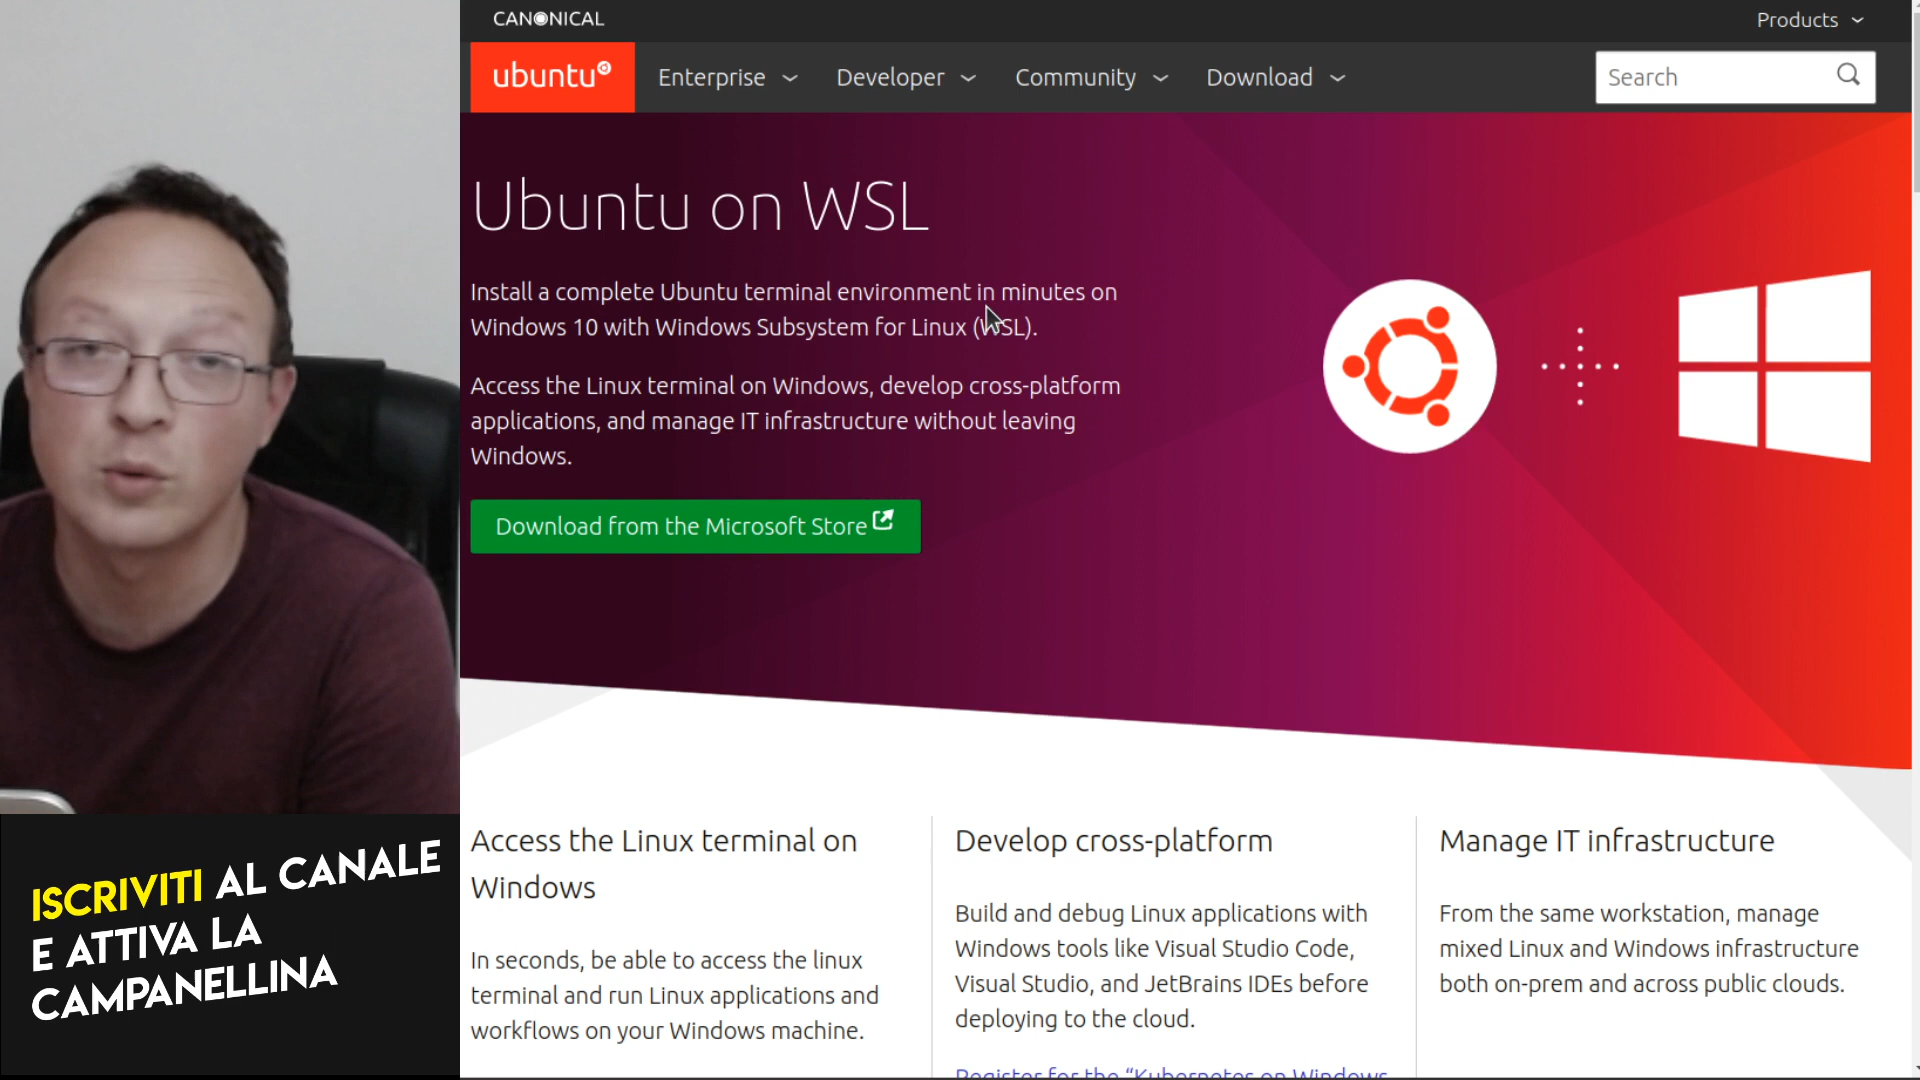 CANONICAL
Products
ubuntu
Enterprise
Developer
Community
Download
Search
Ubuntu on WSL
Install a complete Ubuntu terminal environment in minutes on
Windows 10 with Windows Subsystem for Linux (WSL).
Access the Linux terminal on Windows, develop cross-platform
applications, and manage IT infrastructure without leaving
Windows.
Download from the Microsoft Store
Access the Linux terminal on
Windows
In seconds, be able to access the linux
terminal and run Linux applications and
workflows on your Windows machine.
Develop cross-platform
Build and debug Linux applications with
Windows tools like Visual Studio Code,
Visual Studio, and JetBrains IDEs before
deploying to the cloud.
Register for the “Kubernetes on Windows
Manage IT infrastructure
From the same workstation, manage
mixed Linux and Windows infrastructure
both on-prem and across public clouds.
ISCRIVITI AL CANALE
E ATTIVA LA
CAMPANELLINA